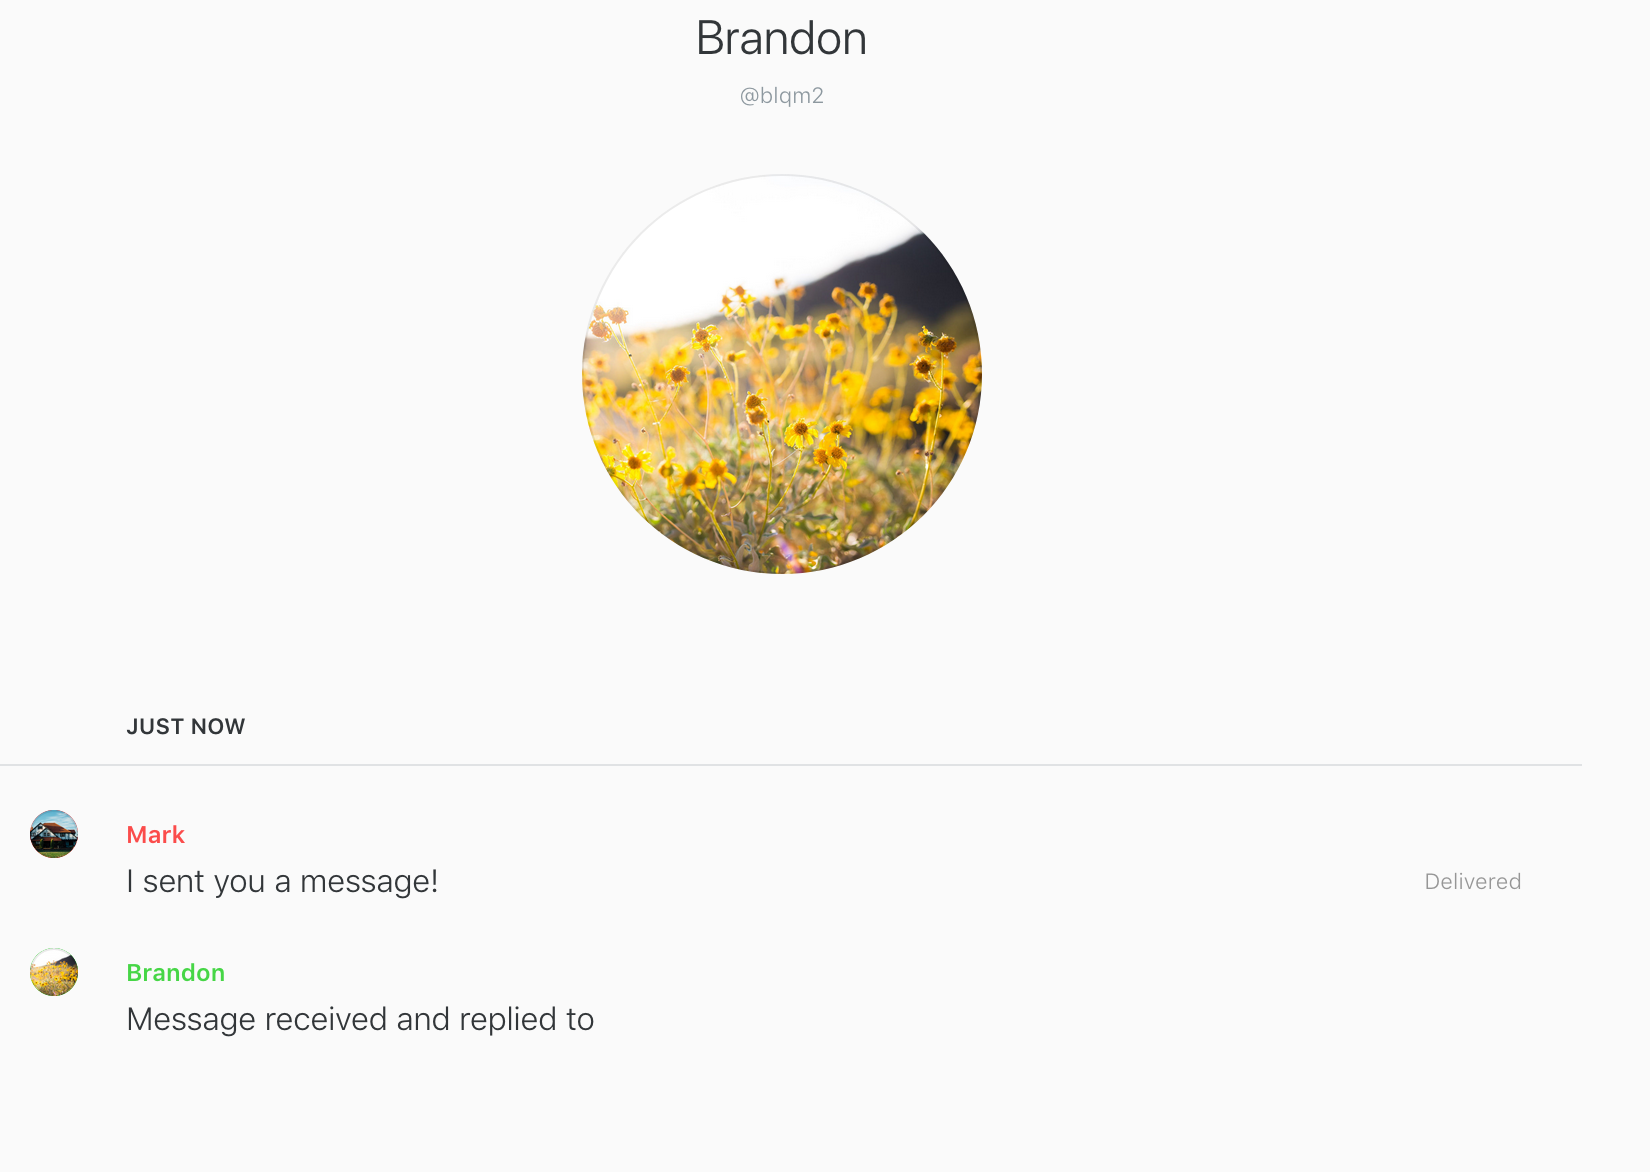 Brandon
@blqm2
JUST NOW
Mark
I sent you a message!
Delivered
Brandon
Message received and replied to